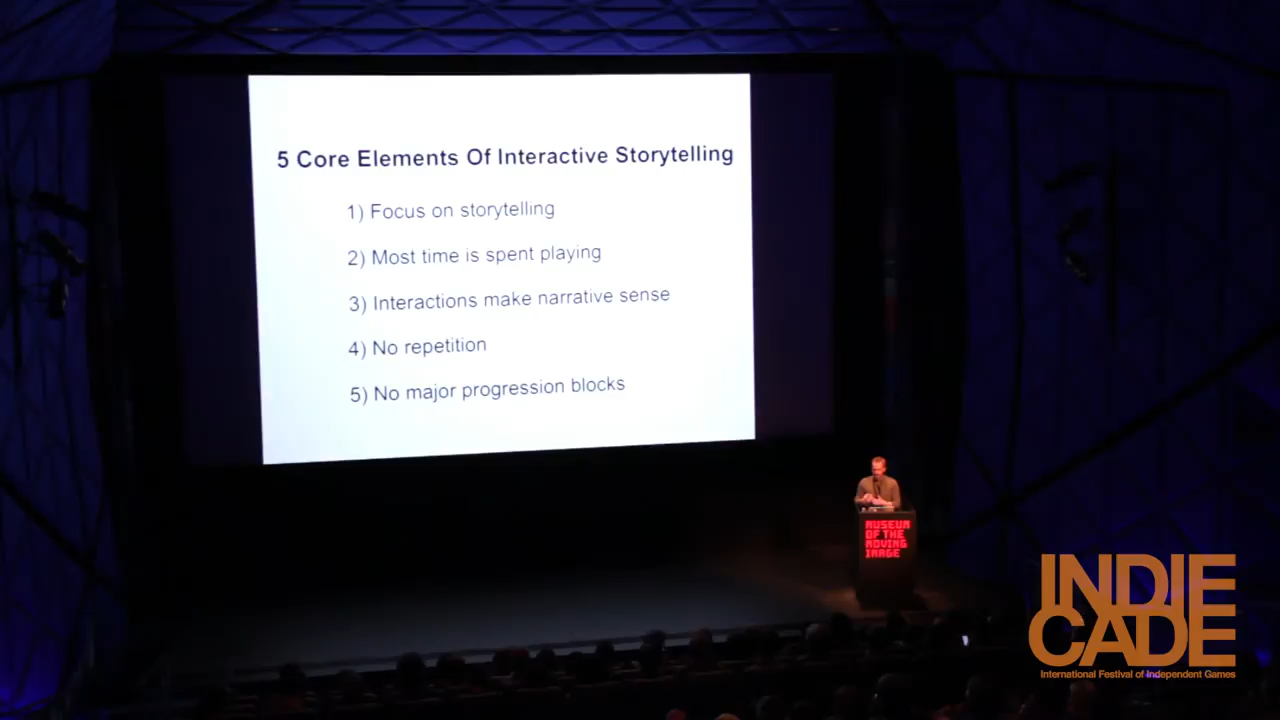 5 Core Elements Of Interactive Storytelling
1) Focus on storytelling
2) Most time is spent playing
3) Interactions make narrative sense
4) No repetition
5) No major progression blocks
MUSEUM
OF THE
MOVING
IMAGE
INDIE
CADE
International Festival of Independent Games